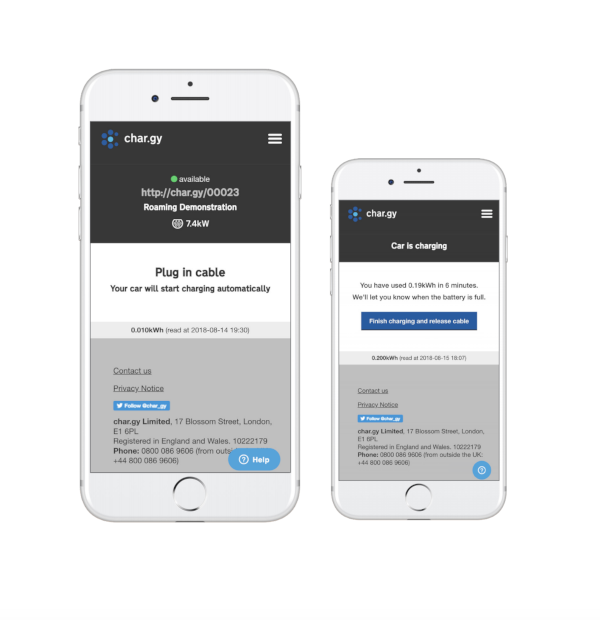 char.gy
available
http://char.gy/00023
Roaming Demonstration
7.4kW
Plug in cable
Your car will start charging automatically
0.010kWh (read at 2018-08-14 19:30)
Contact us
Privacy Notice
Follow @char_gy
char.gy Limited, 17 Blossom Street, London,
E1 6PL
Registered in England and Wales. 10222179
Phone: 0800 086 9606 (from outsi
+44 800 086 9606)
Help
char.gy
Car is charging
You have used 0.19kWh in 6 minutes.
We'll let you know when the battery is full.
Finish charging and release cable
0.200kWh (read at 2018-08-15 18:07)
Contact us
Privacy Notice
Follow @char_gy
char.gy Limited, 17 Blossom Street, London,
E1 6PL
Registered in England and Wales. 10222179
Phone: 0800 086 9606 (from outside the UK:
+44 800 086 9606)